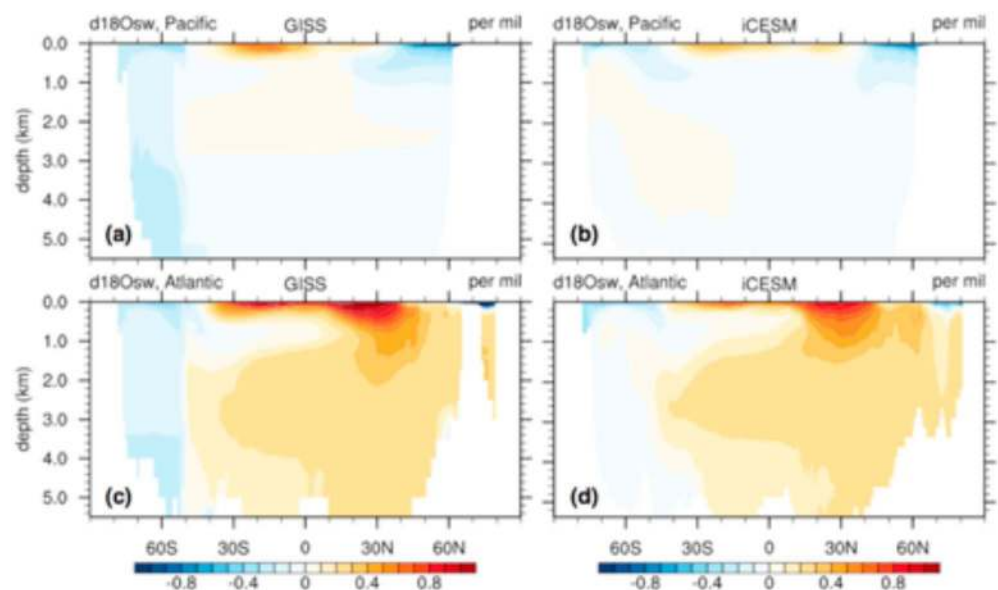 d18Osw, Pacific GISS per mil
0.0
1.0
2.0
3.0
4.0
5.0
depth (km)
(a)
d18Osw, Pacific iCESM per mil
(b)
d18Osw, Atlantic GISS per mil
0.0
1.0
2.0
3.0
4.0
5.0
depth (km)
(c)
60S 30S 0 30N 60N
-0.8 -0.4 0 0.4 0.8
d18Osw, Atlantic iCESM per mil
(d)
60S 30S 0 30N 60N
-0.8 -0.4 0 0.4 0.8